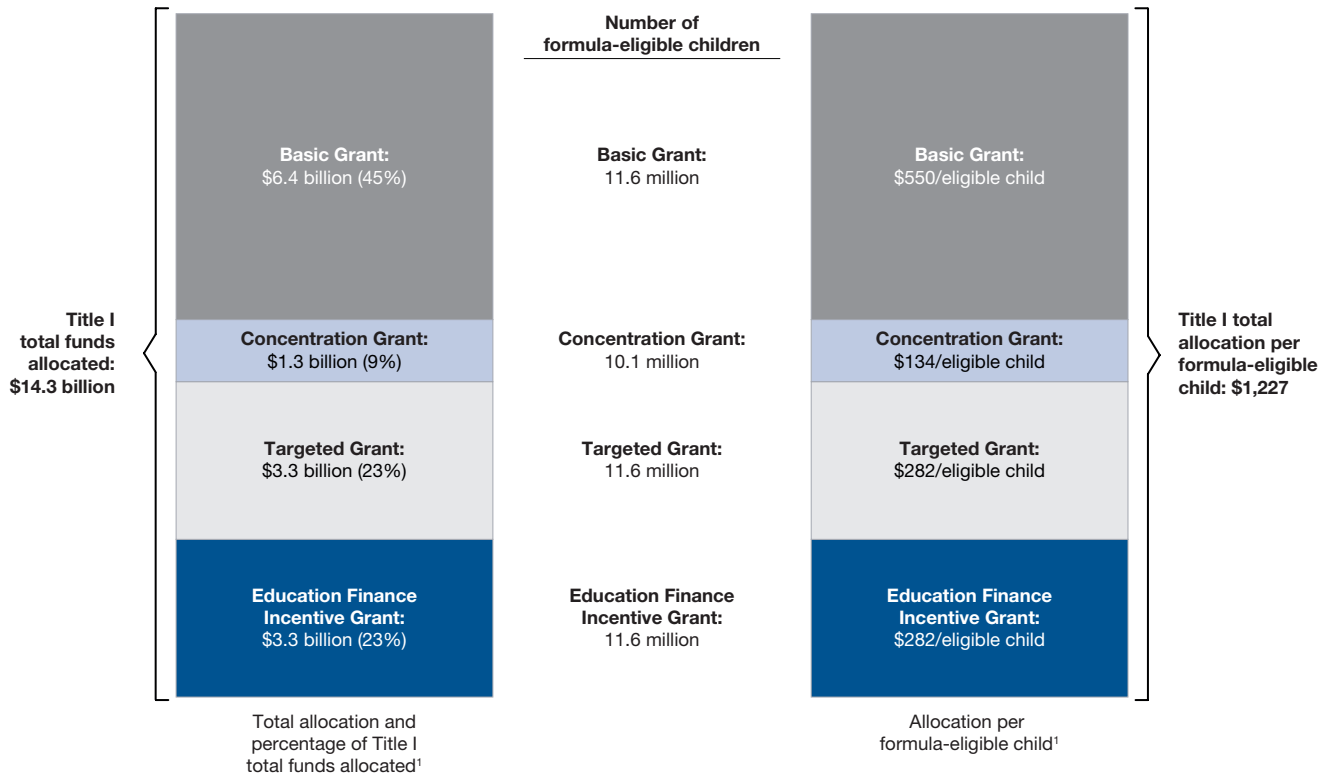 Number of
formula-eligible children
Title I
total funds
allocated:
$14.3 billion
Basic Grant:
$6.4 billion (45%)
Concentration Grant:
$1.3 billion (9%)
Targeted Grant:
$3.3 billion (23%)
Education Finance
Incentive Grant:
$3.3 billion (23%)
Total allocation and
percentage of Title I
total funds allocated¹
Basic Grant:
11.6 million
Concentration Grant:
10.1 million
Targeted Grant:
11.6 million
Education Finance
Incentive Grant:
11.6 million
Basic Grant:
$550/eligible child
Concentration Grant:
$134/eligible child
Targeted Grant:
$282/eligible child
Education Finance
Incentive Grant:
$282/eligible child
Allocation per
formula-eligible child¹
Title I total
allocation per
formula-eligible
child: $1,227